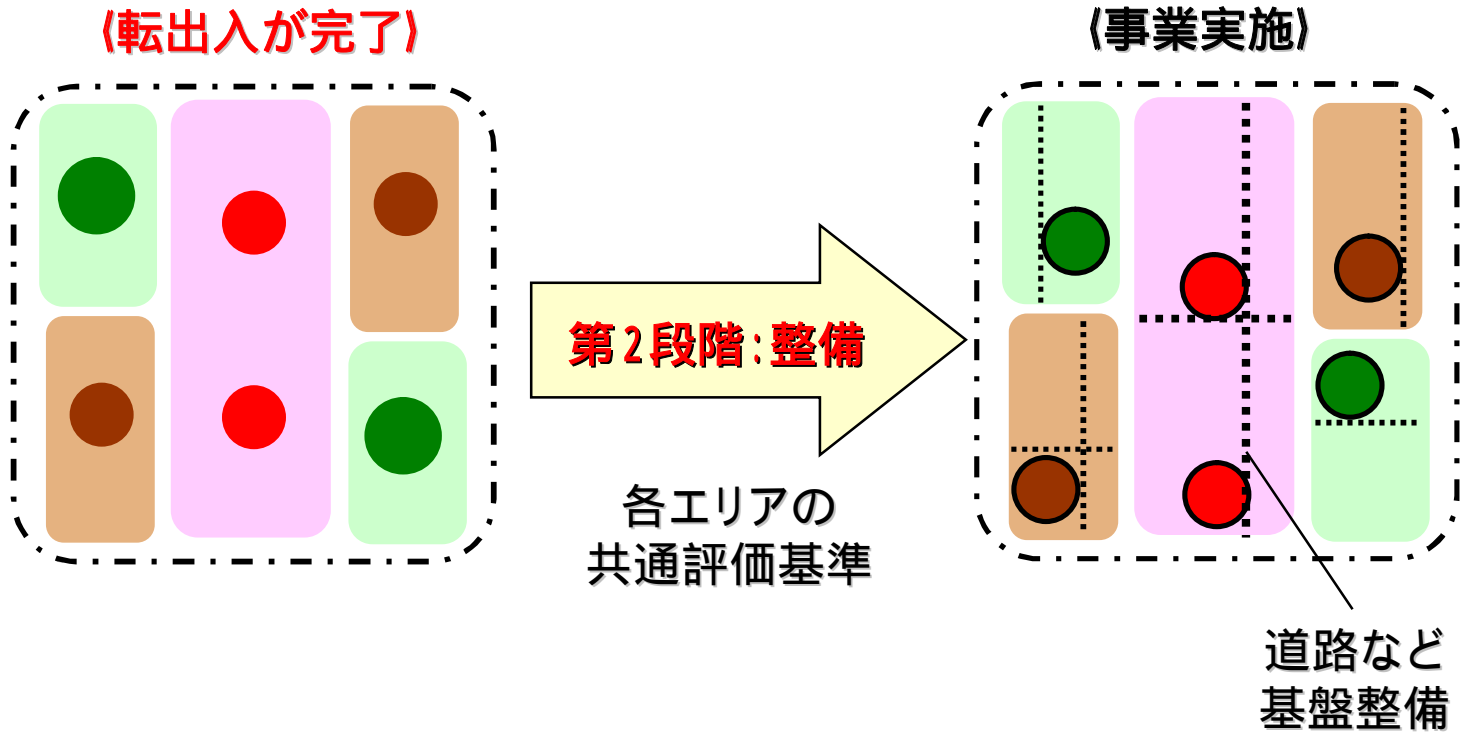 《転出入が完了》
《事業実施》
第2段階:整備
各エリアの
共通評価基準
道路など
基盤整備